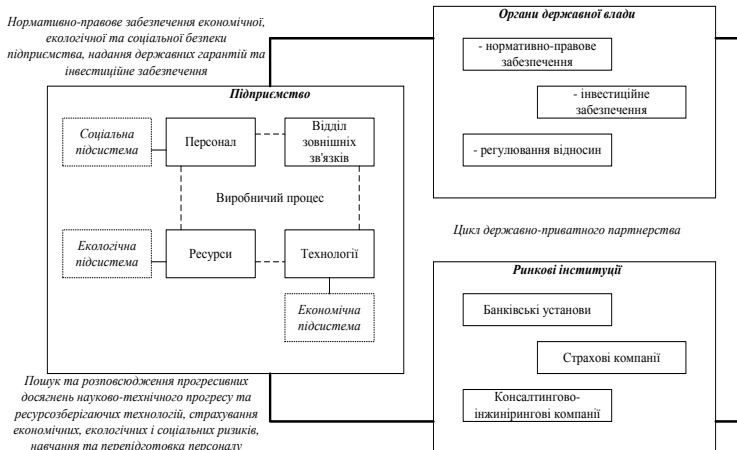 Нормативно-правове забезпечення економічної,
екологічної та соціальної безпеки
підприємства, надання державних гарантій та
інвестиційне забезпечення
Підприємство
Соціальна
підсистема
Персонал
Відділ
зовнішніх
зв'язків
Виробничий процес
Екологічна
підсистема
Ресурси
Технології
Економічна
підсистема
Пошук та розповсюдження прогресивних
досягнень науково-технічного прогресу та
ресурсозберігаючих технологій, страхування
економічних, екологічних і соціальних ризиків,
навчання та перепідготовка персоналу
Органи державної влади
- нормативно-правове
забезпечення
- інвестиційне
забезпечення
- регулювання відносин
Цикл державно-приватного партнерства
Ринкові інституції
Банківські установи
Страхові компанії
Консалтингово-
інжинірингові компанії